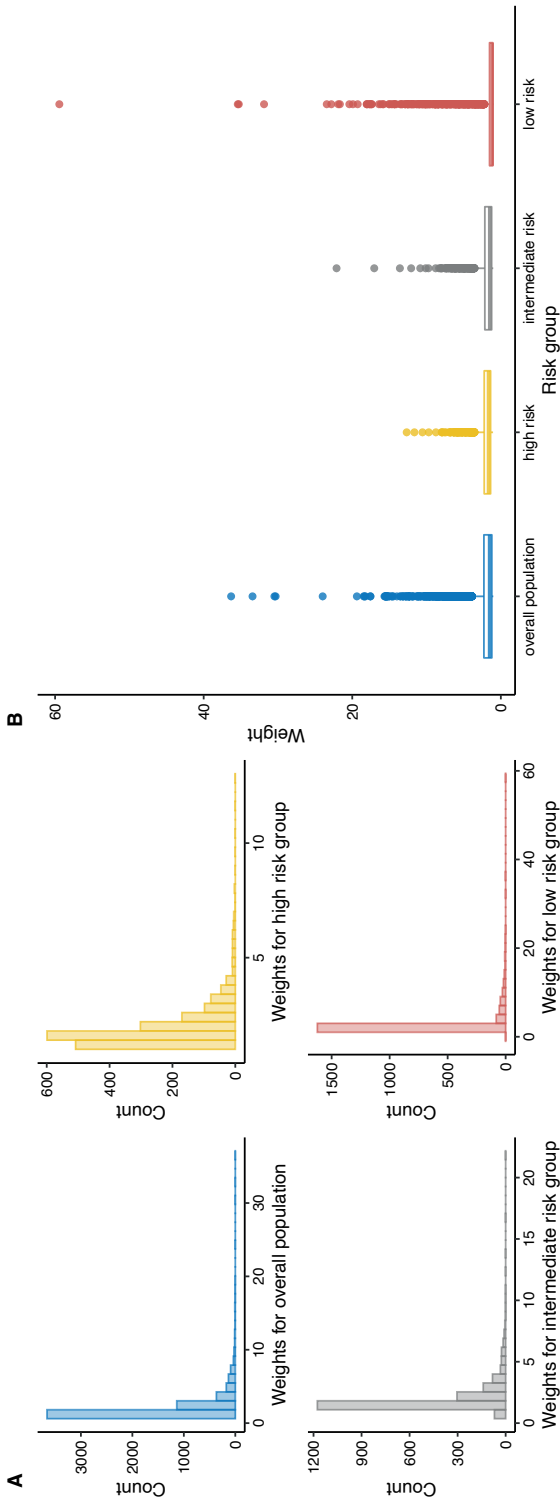 A
Count
3000
2000
1000
0
0
10
20
30
Weights for overall population
Count
600
400
200
0
5
10
Weights for high risk group
Count
1200
900
600
300
0
0
5
10
15
20
Weights for intermediate risk group
Count
1500
1000
500
0
0
20
40
60
Weights for low risk group
B
Weight
60
40
20
0
overall population
high risk
intermediate risk
low risk
Risk group